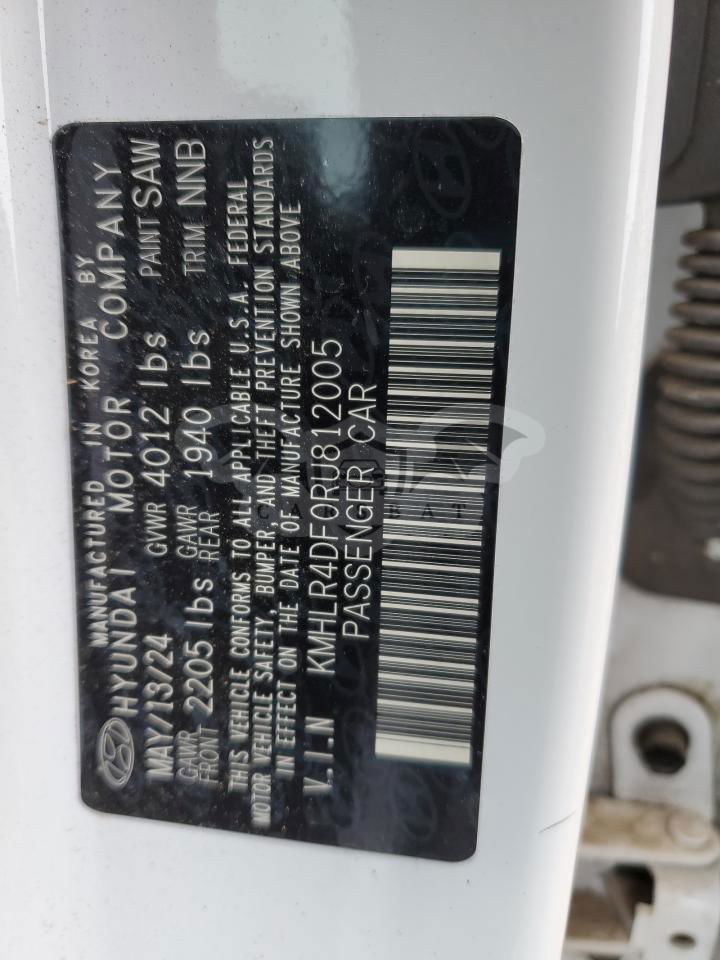 MANUFACTURED IN KOREA BY
HYUNDAI MOTOR COMPANY
MAY/13/24 GVWR 4012 lbs PAINT SAW
GAWR FRONT 2205 lbs GAWR REAR 1940 lbs TRIM NNB
THIS VEHICLE CONFORMS TO ALL APPLICABLE U.S.A. FEDERAL
MOTOR VEHICLE SAFETY, BUMPER, AND THEFT PREVENTION STANDARDS
IN EFFECT ON THE DATE OF MANUFACTURE SHOWN ABOVE
V.I.N KMHLR4DF0RU812005
PASSENGER CAR